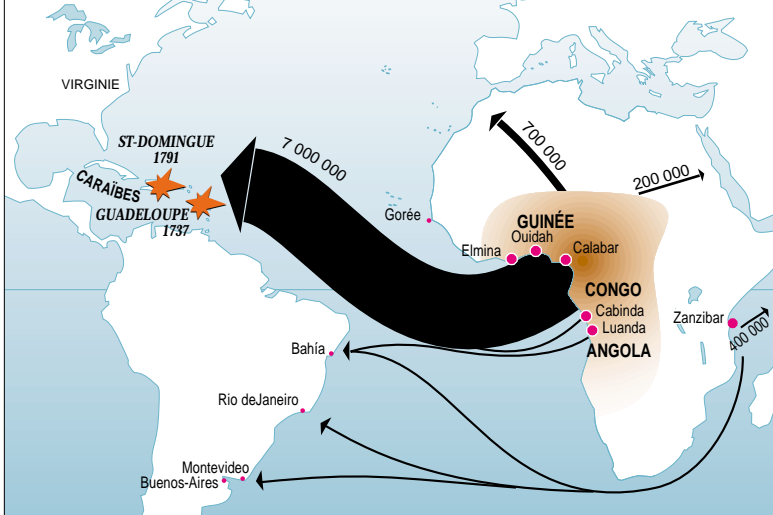 VIRGINIE
ST-DOMINGUE
1791
CARAÏBES
GUADELOUPE
1737
7 000 000
700 000
200 000
Gorée
GUINÉE
Ouidah
Elmina
Calabar
CONGO
Cabinda
Luanda
ANGOLA
Zanzibar
400 000
Bahía
Rio deJaneiro
Montevideo
Buenos-Aires